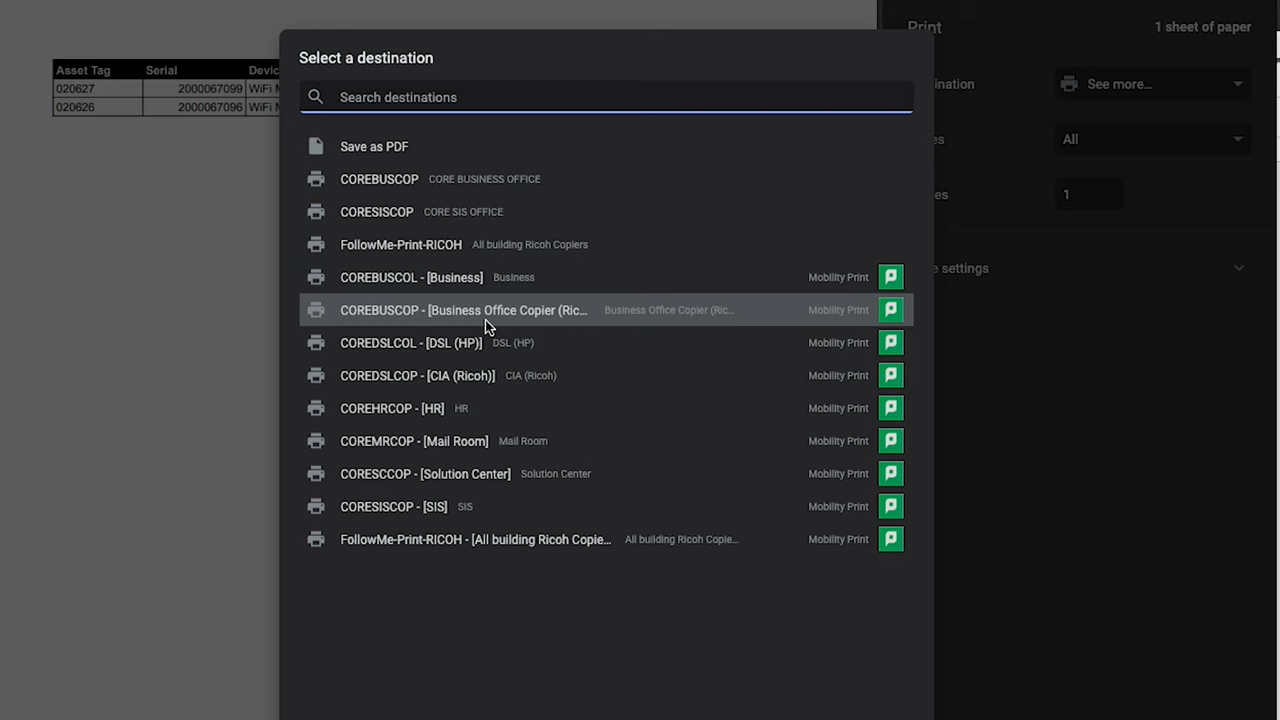 Print
1 sheet of paper
Select a destination
Asset Tag Serial Devic
020627 2000067099 WiFi M
020626 2000067096 WiFi M
Search destinations
ination
See more...
es
All
es
1
e settings
Save as PDF
COREBUSCOP CORE BUSINESS OFFICE
CORESISCOP CORE SIS OFFICE
FollowMe-Print-RICOH All building Ricoh Copiers
COREBUSCOL - [Business] Business Mobility Print
COREBUSCOP - [Business Office Copier (Ric... Business Office Copier (Ric... Mobility Print
COREDSLCOL - [DSL (HP)] DSL (HP) Mobility Print
COREDSLCOP - [CIA (Ricoh)] CIA (Ricoh) Mobility Print
COREHRCOP - [HR] HR Mobility Print
COREMRCOP - [Mail Room] Mail Room Mobility Print
CORESCCOP - [Solution Center] Solution Center Mobility Print
CORESISCOP - [SIS] SIS Mobility Print
FollowMe-Print-RICOH - [All building Ricoh Copie... All building Ricoh Copie... Mobility Print